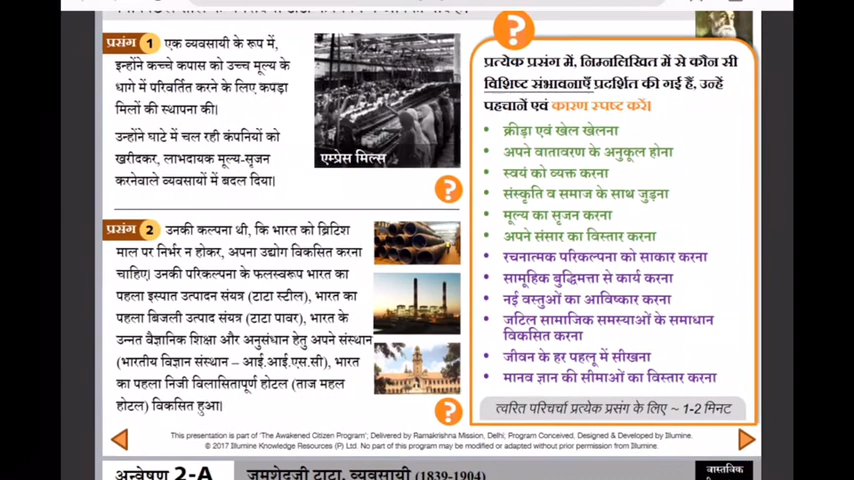 प्रसंग 1 एक व्यवसायी के रूप में,
इन्होंने कच्चे कपास को उच्च मूल्य के
धागे में परिवर्तित करने के लिए कपड़ा
मिलों की स्थापना की।
उन्होंने घाटे में चल रही कंपनियों को
खरीदकर, लाभदायक मूल्य-सृजन
करनेवाले व्यवसायों में बदल दिया।
एम्प्रेस मिल्स
?
प्रसंग 2 उनकी कल्पना थी, कि भारत को ब्रिटिश
माल पर निर्भर न होकर, अपना उद्योग विकसित करना
चाहिए। उनकी परिकल्पना के फलस्वरूप भारत का
पहला इस्पात उत्पादन संयत्र (टाटा स्टील), भारत का
पहला बिजली उत्पाद संयत्र (टाटा पावर), भारत के
उन्नत वैज्ञानिक शिक्षा और अनुसंधान हेतु अपने संस्थान
(भारतीय विज्ञान संस्थान – आई.आई.एस.सी), भारत
का पहला निजी विलासितापूर्ण होटल (ताज महल
होटल) विकसित हुआ।
?
?
प्रत्येक प्रसंग में, निम्नलिखित में से कौन सी
विशिष्ट संभावनाएँ प्रदर्शित की गई हैं, उन्हें
पहचानें एवं कारण स्पष्ट करें।
• क्रीड़ा एवं खेल खेलना
• अपने वातावरण के अनुकूल होना
• स्वयं को व्यक्त करना
• संस्कृति व समाज के साथ जुड़ना
• मूल्य का सृजन करना
• अपने संसार का विस्तार करना
• रचनात्मक परिकल्पना को साकार करना
• सामूहिक बुद्धिमत्ता से कार्य करना
• नई वस्तुओं का आविष्कार करना
• जटिल सामाजिक समस्याओं के समाधान
विकसित करना
• जीवन के हर पहलू में सीखना
• मानव ज्ञान की सीमाओं का विस्तार करना
त्वरित परिचर्चा प्रत्येक प्रसंग के लिए ~ 1-2 मिनट
This presentation is part of 'The Awakened Citizen Program'; Delivered by Ramakrishna Mission, Delhi; Program Conceived, Designed & Developed by Illumine.
© 2017 Illumine Knowledge Resources (P) Ltd. No part of this program may be modified or adapted without prior permission from Illumine.
अन्वेषण 2-A जमशेदजी टाटा, व्यवसायी (1839-1904)
वास्तविक